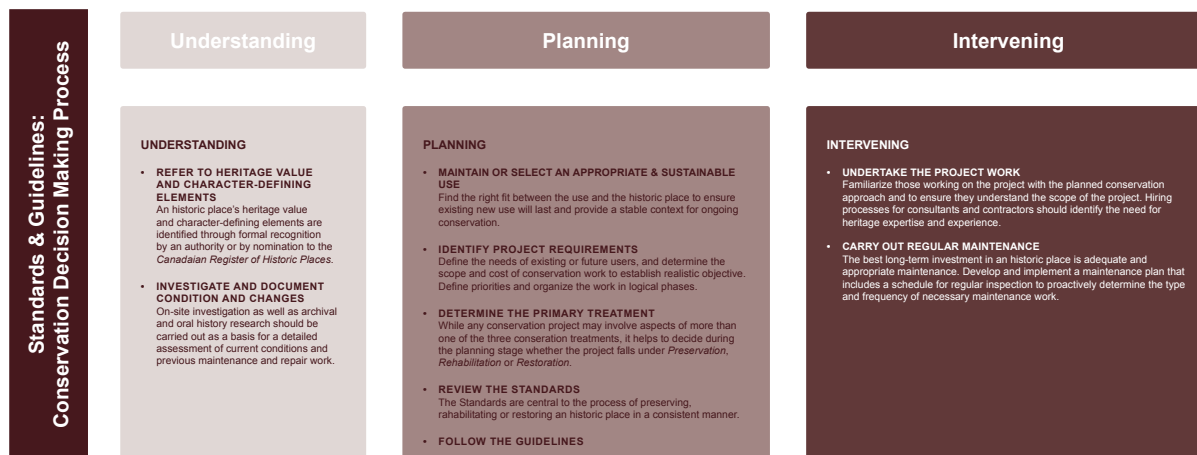 Standards & Guidelines:
Conservation Decision Making Process
Understanding
Planning
Intervening
UNDERSTANDING
• REFER TO HERITAGE VALUE
AND CHARACTER-DEFINING
ELEMENTS
An historic place's heritage value
and character-defining elements are
identified through formal recognition
by an authority or by nomination to the
Canadaian Register of Historic Places.
• INVESTIGATE AND DOCUMENT
CONDITION AND CHANGES
On-site investigation as well as archival
and oral history research should be
carried out as a basis for a detailed
assessment of current conditions and
previous maintenance and repair work.
PLANNING
• MAINTAIN OR SELECT AN APPROPRIATE & SUSTAINABLE
USE
Find the right fit between the use and the historic place to ensure
existing new use will last and provide a stable context for ongoing
conservation.
• IDENTIFY PROJECT REQUIREMENTS
Define the needs of existing or future users, and determine the
scope and cost of conservation work to establish realistic objective.
Define priorities and organize the work in logical phases.
• DETERMINE THE PRIMARY TREATMENT
While any conservation project may involve aspects of more than
one of the three conseration treatments, it helps to decide during
the planning stage whether the project falls under Preservation,
Rehabilitation or Restoration.
• REVIEW THE STANDARDS
The Standards are central to the process of preserving,
rahabilitating or restoring an historic place in a consistent manner.
• FOLLOW THE GUIDELINES
INTERVENING
• UNDERTAKE THE PROJECT WORK
Familiarize those working on the project with the planned conservation
approach and to ensure they understand the scope of the project. Hiring
processes for consultants and contractors should identify the need for
heritage expertise and experience.
• CARRY OUT REGULAR MAINTENANCE
The best long-term investment in an historic place is adequate and
appropriate maintenance. Develop and implement a maintenance plan that
includes a schedule for regular inspection to proactively determine the type
and frequency of necessary maintenance work.